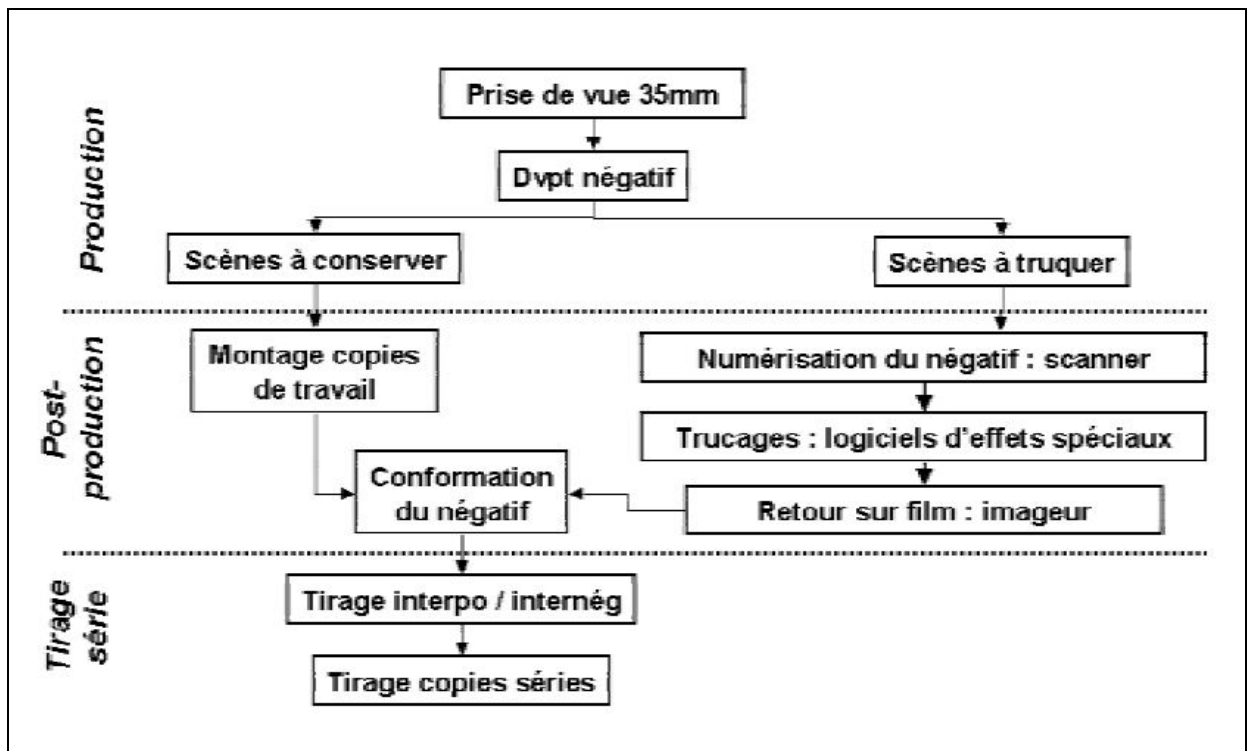 Production
Prise de vue 35mm
Dvpt négatif
Scènes à conserver
Scènes à truquer
Post-
production
Montage copies
de travail
Numérisation du négatif : scanner
Trucages : logiciels d'effets spéciaux
Conformation
du négatif
Retour sur film : imageur
Tirage
série
Tirage interpo / internég
Tirage copies séries